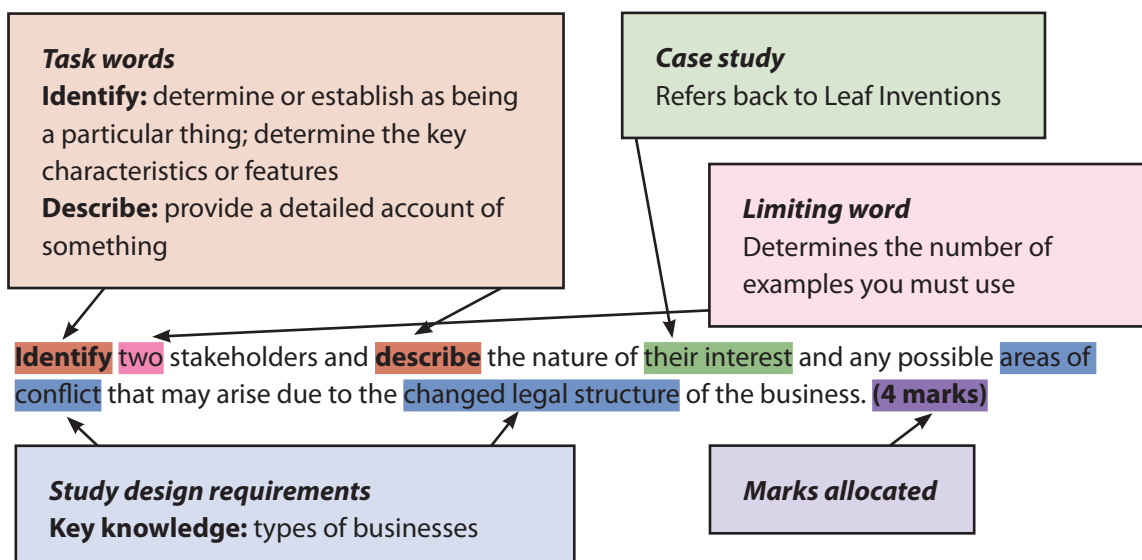 Task words
Identify: determine or establish as being
a particular thing; determine the key
characteristics or features
Describe: provide a detailed account of
something
Case study
Refers back to Leaf Inventions
Limiting word
Determines the number of
examples you must use
Identify two stakeholders and describe the nature of their interest and any possible areas of
conflict that may arise due to the changed legal structure of the business. (4 marks)
Study design requirements
Key knowledge: types of businesses
Marks allocated